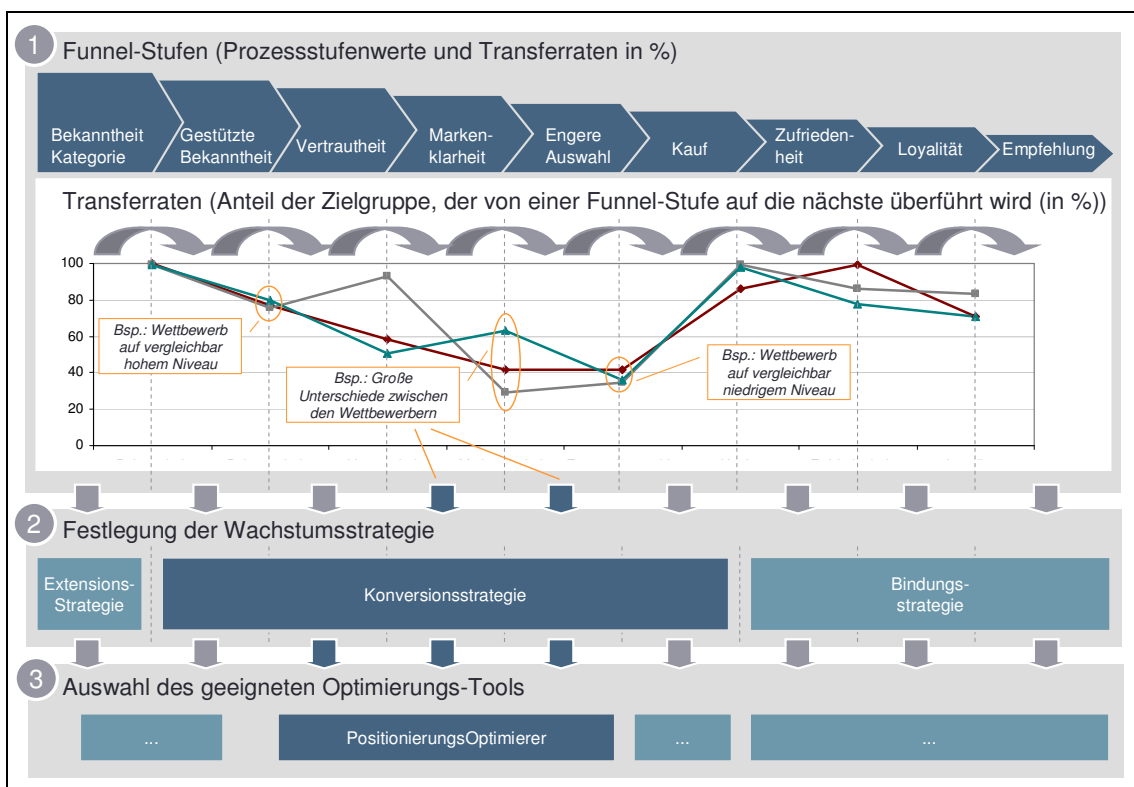 1
Funnel-Stufen (Prozessstufenwerte und Transferraten in %)
Bekanntheit
Kategorie
Gestützte
Bekanntheit
Vertrautheit
Marken-
klarheit
Engere
Auswahl
Kauf
Zufrieden-
heit
Loyalität
Empfehlung
Transferraten (Anteil der Zielgruppe, der von einer Funnel-Stufe auf die nächste überführt wird (in %))
100
80
60
40
20
0
Bsp.: Wettbewerb
auf vergleichbar
hohem Niveau
Bsp.: Große
Unterschiede zwischen
den Wettbewerbern
Bsp.: Wettbewerb
auf vergleichbar
niedrigem Niveau
2
Festlegung der Wachstumsstrategie
Extensions-
Strategie
Konversionsstrategie
Bindungs-
strategie
3
Auswahl des geeigneten Optimierungs-Tools
...
PositionierungsOptimierer
...
...